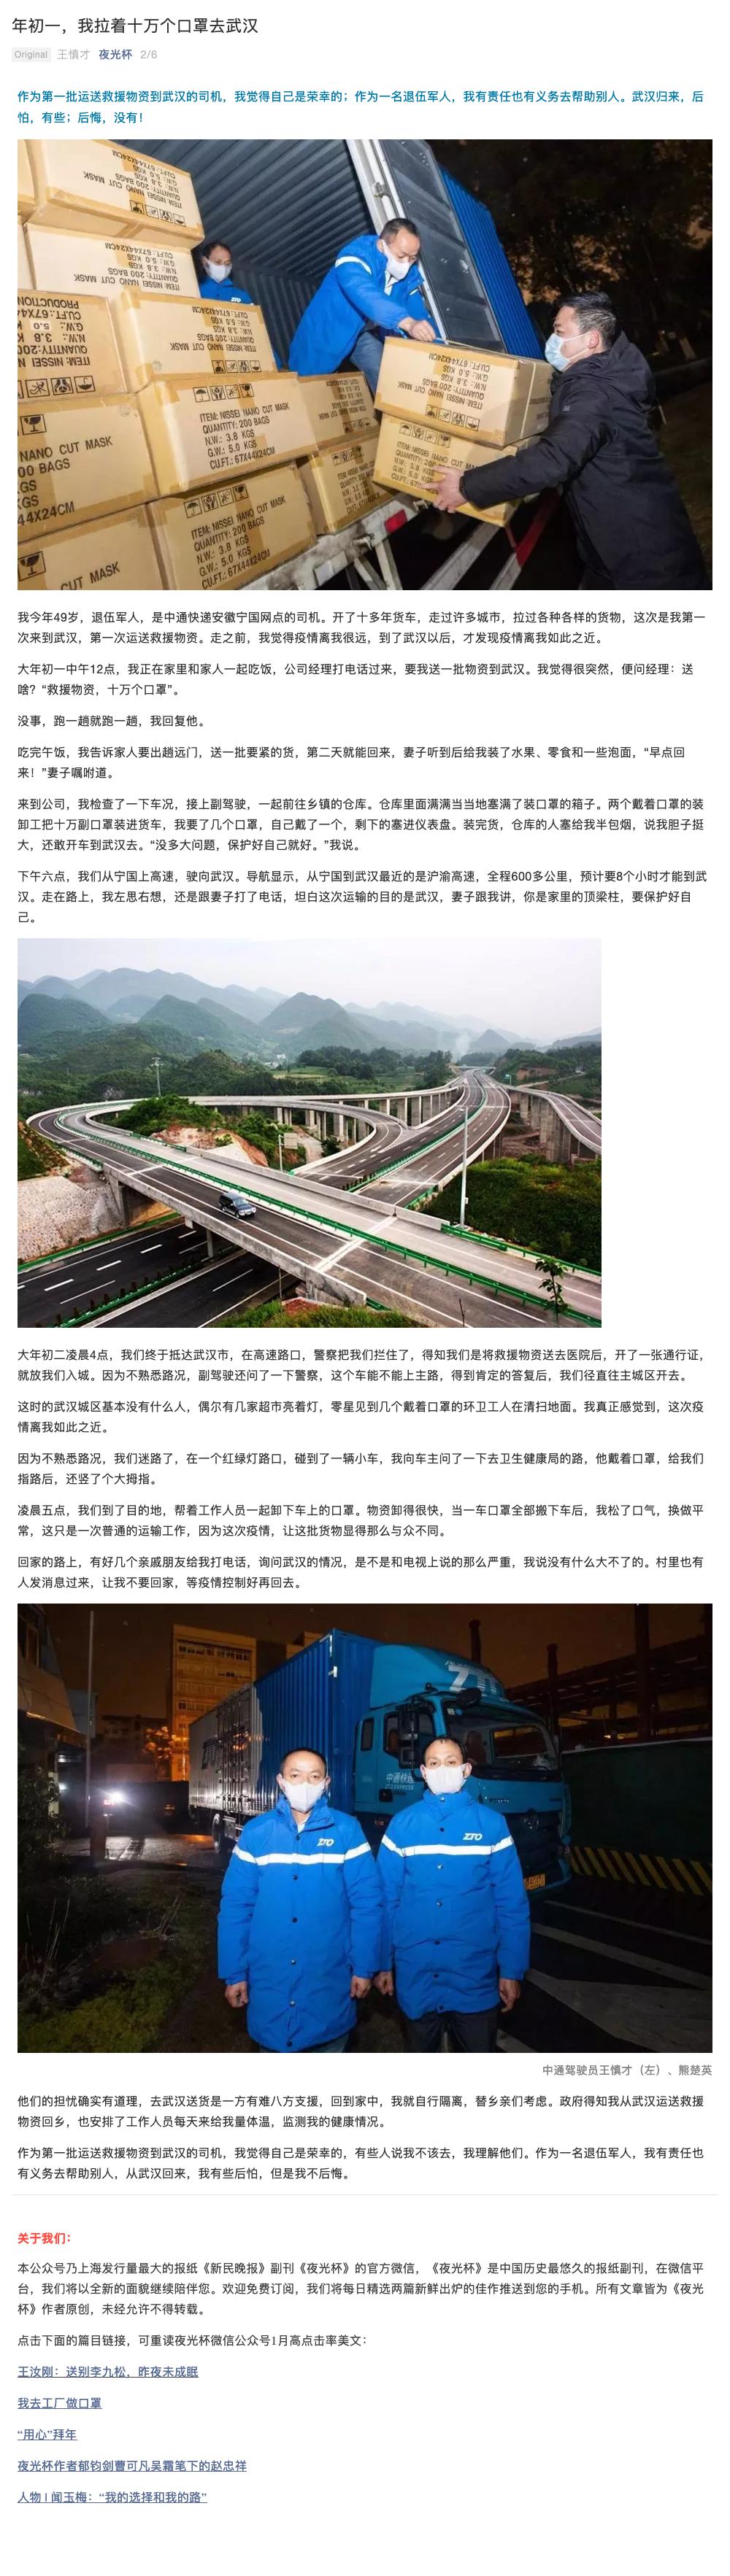 年初一，我拉着十万个口罩去武汉
Original 王慎才 夜光杯 2/6
作为第一批运送救援物资到武汉的司机，我觉得自己是荣幸的；作为一名退伍军人，我有责任也有义务去帮助别人。武汉归来，后
怕，有些；后悔，没有！
ITEM: NISSEI NANO CUT MASK
QUANTITY: 200 BAGS
N.W.: 3.8 KGS
G.W.: 5.0 KGS
CU.FT.: 67X44X24CM
我今年49岁，退伍军人，是中通快递安徽宁国网点的司机。开了十多年货车，走过许多城市，拉过各种各样的货物，这次是我第一
次来到武汉，第一次运送救援物资。走之前，我觉得疫情离我很远，到了武汉以后，才发现疫情离我如此之近。
大年初一中午12点，我正在家里和家人一起吃饭，公司经理打电话过来，要我送一批物资到武汉。我觉得很突然，便问经理：送
啥？“救援物资，十万个口罩”。
没事，跑一趟就跑一趟，我回复他。
吃完午饭，我告诉家人要出趟远门，送一批要紧的货，第二天就能回来，妻子听到后给我装了水果、零食和一些泡面，“早点回
来！”妻子嘱咐道。
来到公司，我检查了一下车况，接上副驾驶，一起前往乡镇的仓库。仓库里面满满当当地塞满了装口罩的箱子。两个戴着口罩的装
卸工把十万副口罩装进货车，我要了几个口罩，自己戴了一个，剩下的塞进仪表盘。装完货，仓库的人塞给我半包烟，说我胆子挺
大，还敢开车到武汉去。“没多大问题，保护好自己就好。”我说。
下午六点，我们从宁国上高速，驶向武汉。导航显示，从宁国到武汉最近的是沪渝高速，全程600多公里，预计要8个小时才能到武
汉。走在路上，我左思右想，还是跟妻子打了电话，坦白这次运输的目的是武汉，妻子跟我讲，你是家里的顶梁柱，要保护好自
己。
大年初二凌晨4点，我们终于抵达武汉市，在高速路口，警察把我们拦住了，得知我们是将救援物资送去医院后，开了一张通行证，
就放我们入城。因为不熟悉路况，副驾驶还问了一下警察，这个车能不能上主路，得到肯定的答复后，我们径直往主城区开去。
这时的武汉城区基本没有什么人，偶尔有几家超市亮着灯，零星见到几个戴着口罩的环卫工人在清扫地面。我真正感觉到，这次疫
情离我如此之近。
因为不熟悉路况，我们迷路了，在一个红绿灯路口，碰到了一辆小车，我向车主问了一下去卫生健康局的路，他戴着口罩，给我们
指路后，还竖了个大拇指。
凌晨五点，我们到了目的地，帮着工作人员一起卸下车上的口罩。物资卸得很快，当一车口罩全部搬下车后，我松了口气，换做平
常，这只是一次普通的运输工作，因为这次疫情，让这批货物显得那么与众不同。
回家的路上，有好几个亲戚朋友给我打电话，询问武汉的情况，是不是和电视上说的那么严重，我说没有什么大不了的。村里也有
人发消息过来，让我不要回家，等疫情控制好再回去。
中通快运
ZTO
ZTO
中通驾驶员王慎才（左）、熊楚英
他们的担忧确实有道理，去武汉送货是一方有难八方支援，回到家中，我就自行隔离，替乡亲们考虑。政府得知我从武汉运送救援
物资回乡，也安排了工作人员每天来给我量体温，监测我的健康情况。
作为第一批运送救援物资到武汉的司机，我觉得自己是荣幸的，有些人说我不该去，我理解他们。作为一名退伍军人，我有责任也
有义务去帮助别人，从武汉回来，我有些后怕，但是我不后悔。
关于我们：
本公众号乃上海发行量最大的报纸《新民晚报》副刊《夜光杯》的官方微信，《夜光杯》是中国历史最悠久的报纸副刊，在微信平
台，我们将以全新的面貌继续陪伴您。欢迎免费订阅，我们将每日精选两篇新鲜出炉的佳作推送到您的手机。所有文章皆为《夜光
杯》作者原创，未经允许不得转载。
点击下面的篇目链接，可重读夜光杯微信公众号1月高点击率美文：
王汝刚：送别李九松，昨夜未成眠
我去工厂做口罩
“用心”拜年
夜光杯作者郁钧剑曹可凡吴霜笔下的赵忠祥
人物 | 闻玉梅：“我的选择和我的路”